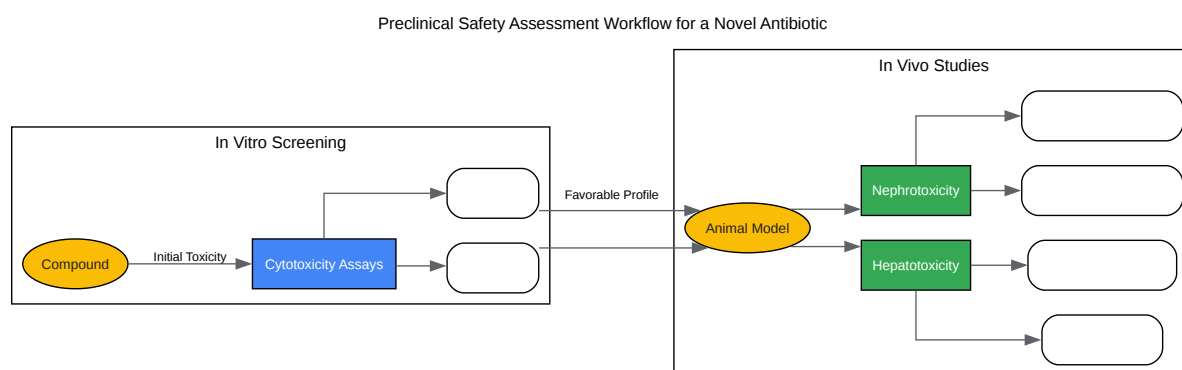 Preclinical Safety Assessment Workflow for a Novel Antibiotic
In Vivo Studies
In Vitro Screening
Favorable Profile
Nephrotoxicity
Compound
Initial Toxicity
Cytotoxicity Assays
Animal Model
Hepatotoxicity